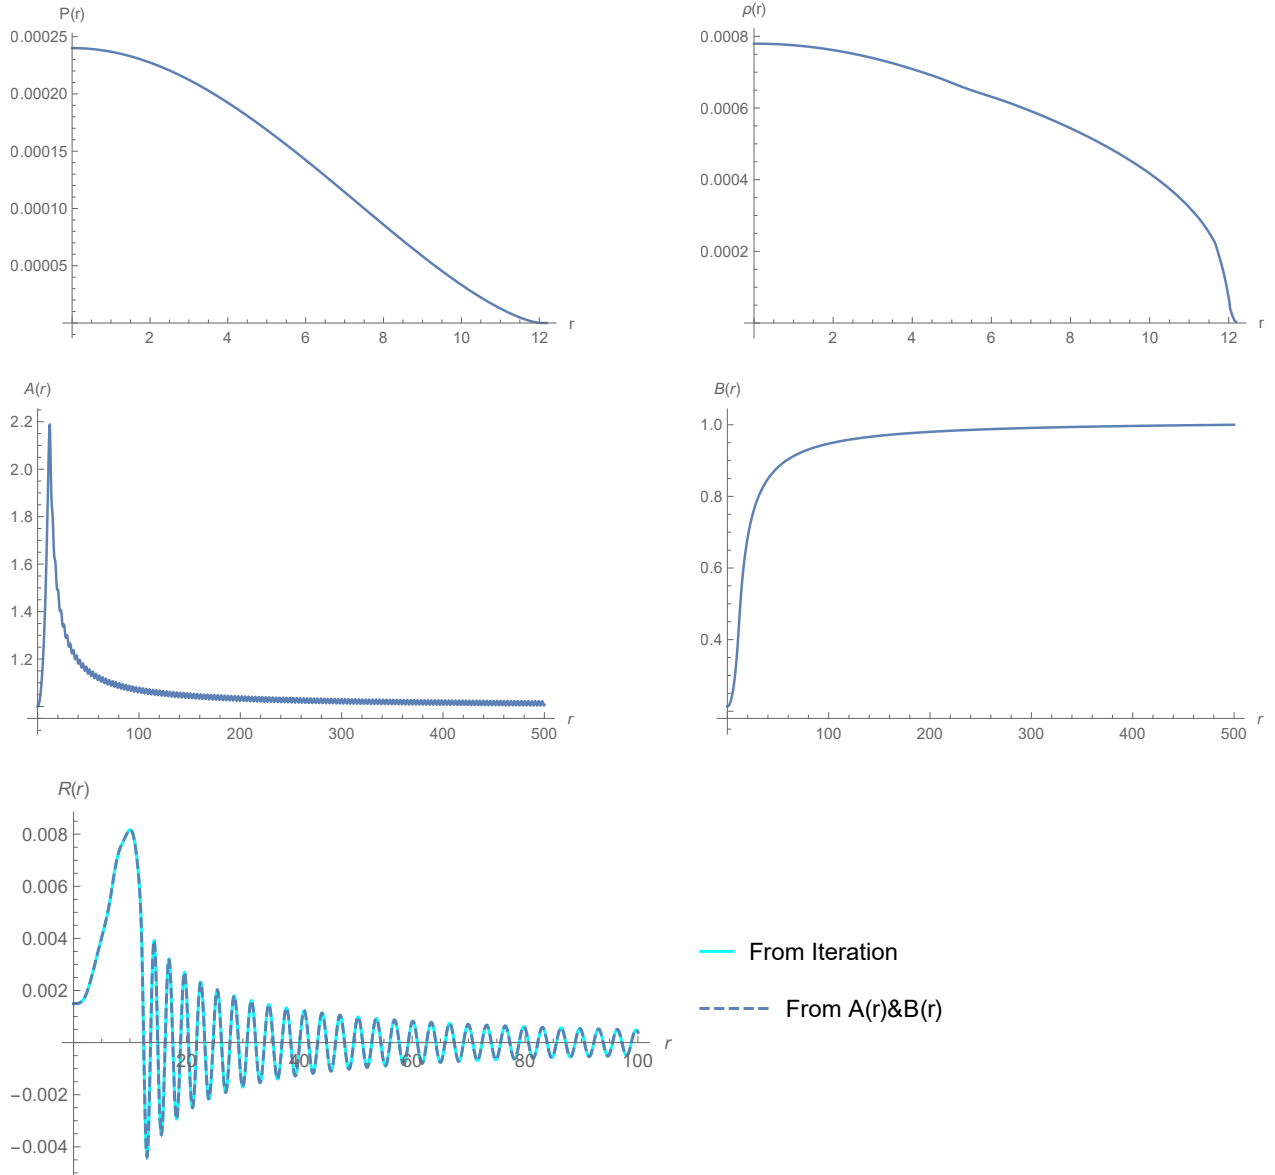 P(r)
0.00025
0.00020
0.00015
0.00010
0.00005
2 4 6 8 10 12 r
ρ(r)
0.0008
0.0006
0.0004
0.0002
2 4 6 8 10 12 r
A(r)
2.2
2.0
1.8
1.6
1.4
1.2
100 200 300 400 500 r
B(r)
1.0
0.8
0.6
0.4
100 200 300 400 500 r
R(r)
0.008
0.006
0.004
0.002
20 40 60 80 100 r
−0.002
−0.004
From Iteration
From A(r)&B(r)